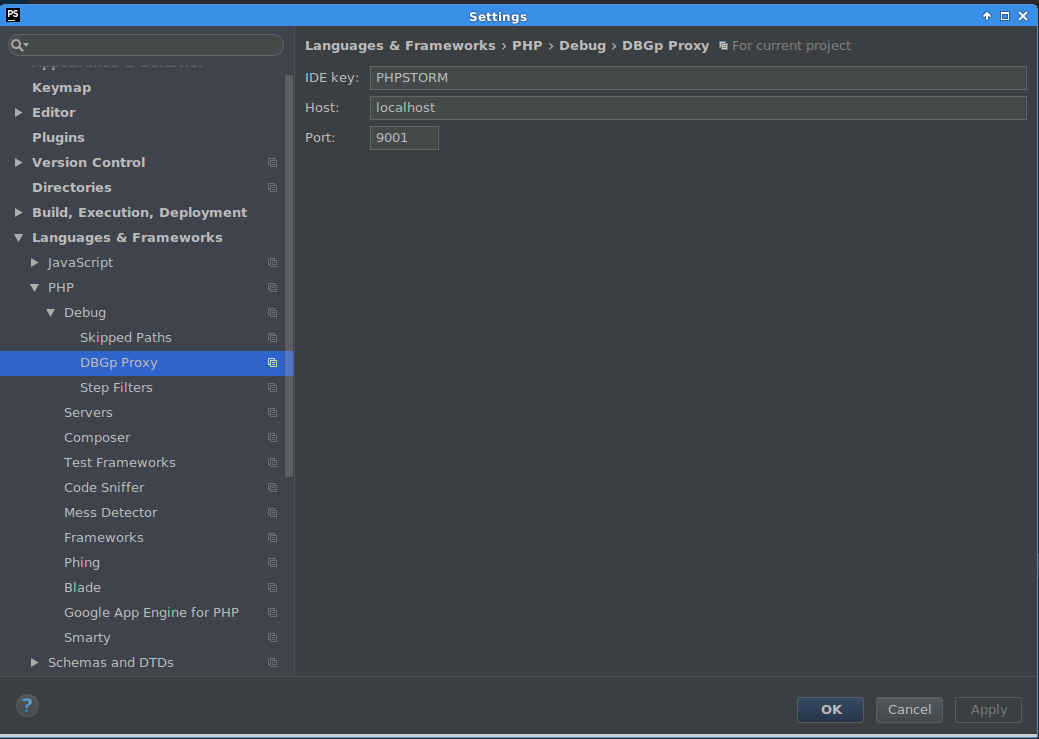 PS
Settings
Languages & Frameworks › PHP › Debug › DBGp Proxy For current project
IDE key: PHPSTORM
Host: localhost
Port: 9001
Appearance & Behavior
Keymap
Editor
Plugins
Version Control
Directories
Build, Execution, Deployment
Languages & Frameworks
JavaScript
PHP
Debug
Skipped Paths
DBGp Proxy
Step Filters
Servers
Composer
Test Frameworks
Code Sniffer
Mess Detector
Frameworks
Phing
Blade
Google App Engine for PHP
Smarty
Schemas and DTDs
?
OK
Cancel
Apply